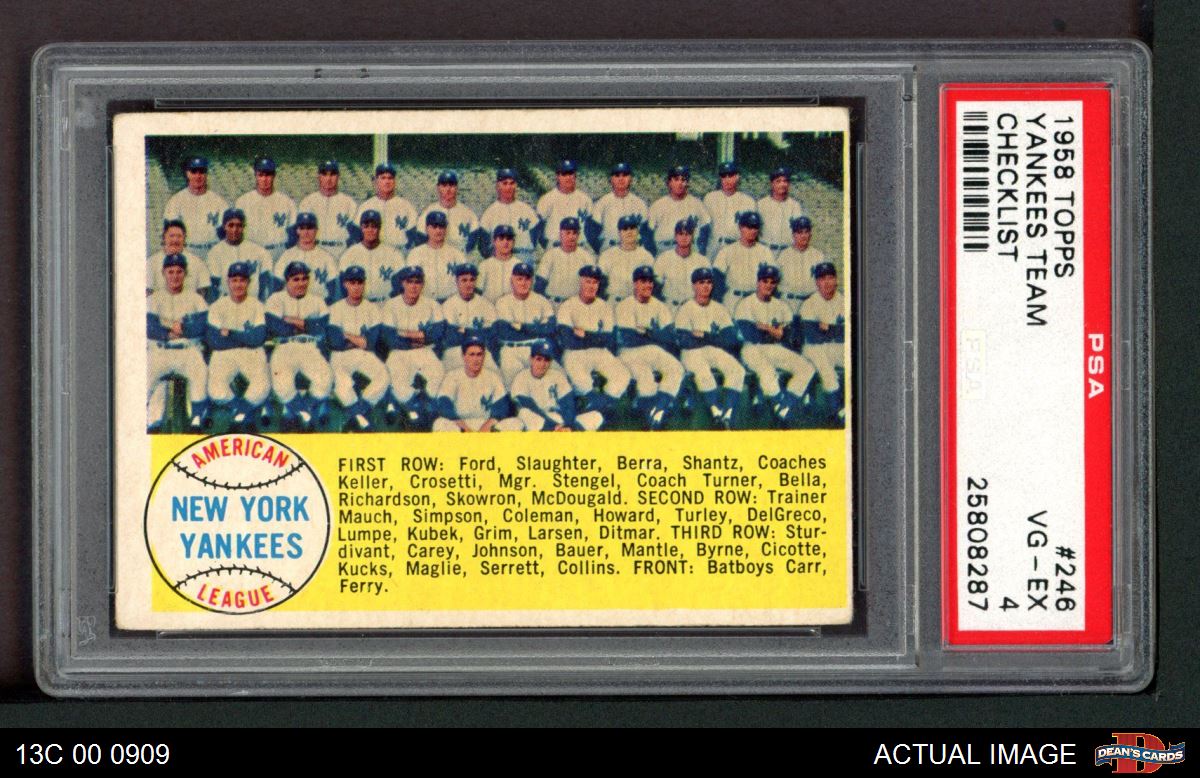 AMERICAN
NEW YORK
YANKEES
LEAGUE
FIRST ROW: Ford, Slaughter, Berra, Shantz, Coaches
Keller, Crosetti, Mgr. Stengel, Coach Turner, Bella,
Richardson, Skowron, McDougald. SECOND ROW: Trainer
Mauch, Simpson, Coleman, Howard, Turley, DelGreco,
Lumpe, Kubek, Grim, Larsen, Ditmar. THIRD ROW: Stur-
divant, Carey, Johnson, Bauer, Mantle, Byrne, Cicotte,
Kucks, Maglie, Serrett, Collins. FRONT: Batboys Carr,
Ferry.
PSA
1958 TOPPS #246
YANKEES TEAM VG-EX
CHECKLIST 4
25808287
PSA
13C 00 0909
ACTUAL IMAGE
DEAN'S CARDS